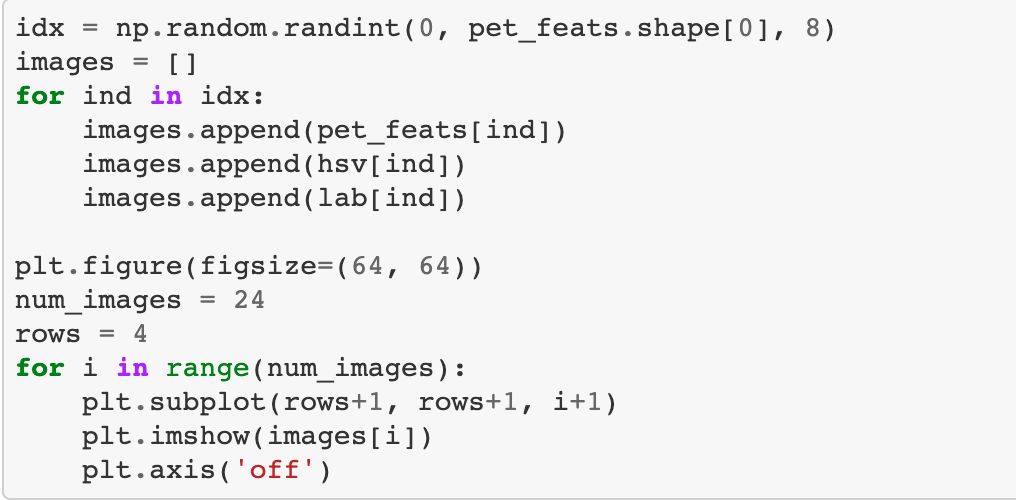 idx = np.random.randint(0, pet_feats.shape[0], 8)
images = []
for ind in idx:
    images.append(pet_feats[ind])
    images.append(hsv[ind])
    images.append(lab[ind])

plt.figure(figsize=(64, 64))
num_images = 24
rows = 4
for i in range(num_images):
    plt.subplot(rows+1, rows+1, i+1)
    plt.imshow(images[i])
    plt.axis('off')